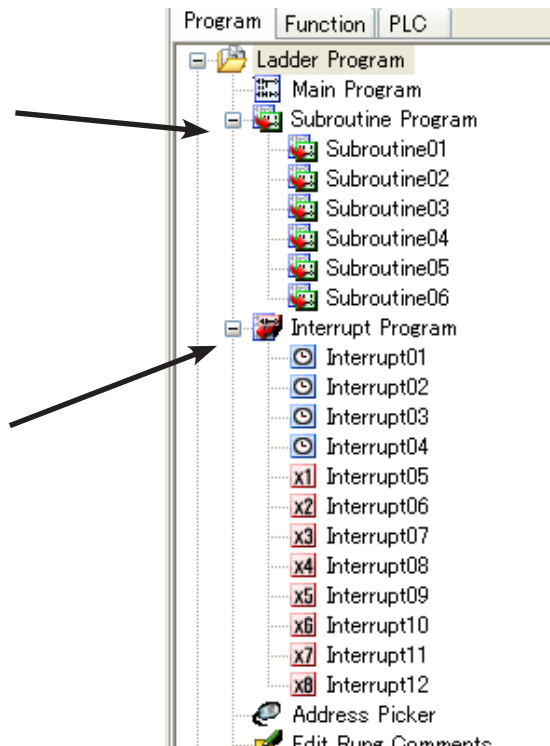 Program Function PLC
Ladder Program
Main Program
Subroutine Program
Subroutine01
Subroutine02
Subroutine03
Subroutine04
Subroutine05
Subroutine06
Interrupt Program
Interrupt01
Interrupt02
Interrupt03
Interrupt04
x1 Interrupt05
x2 Interrupt06
x3 Interrupt07
x4 Interrupt08
x5 Interrupt09
x6 Interrupt10
x7 Interrupt11
x8 Interrupt12
Address Picker
Edit Rung Comments